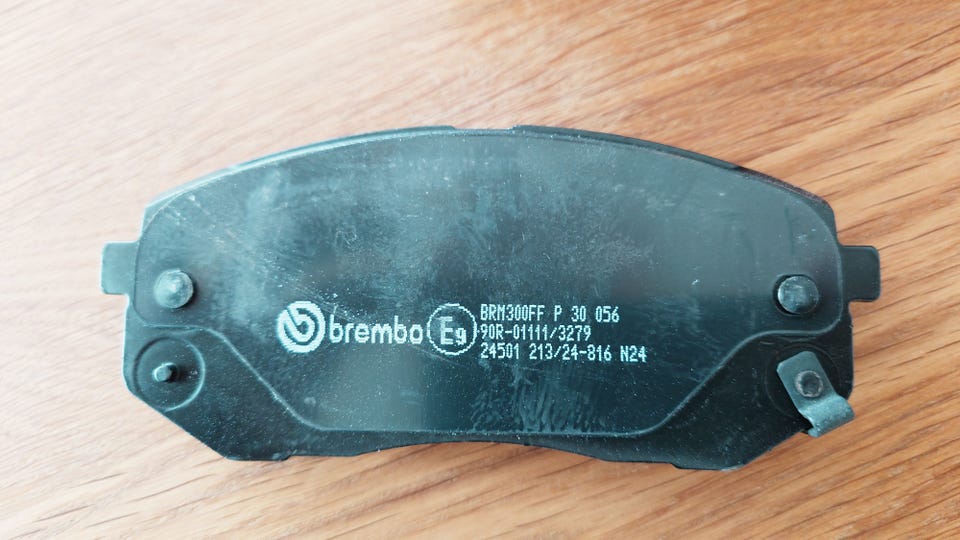 brembo
E9
BRM300FF P 30 056
90R-01111/3279
24501 213/24-816 N24